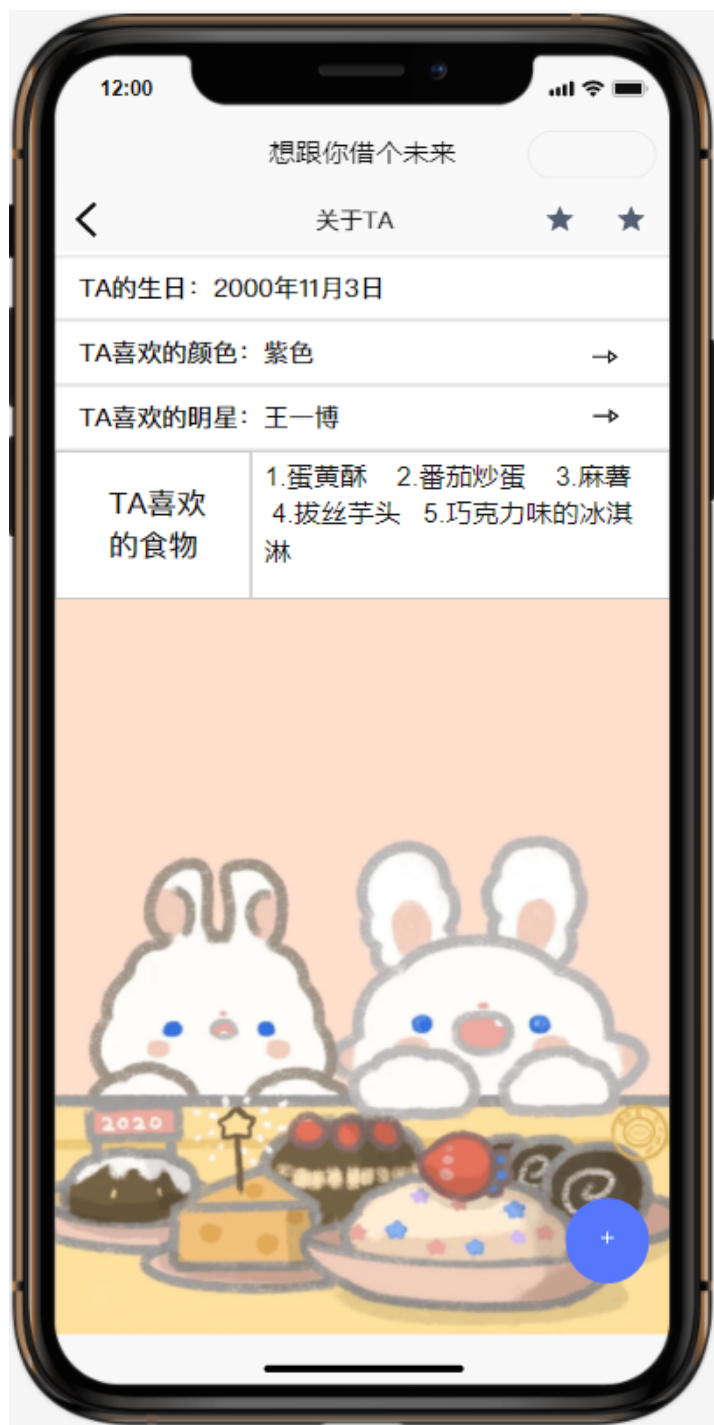 12:00
想跟你借个未来
关于TA
TA的生日：2000年11月3日
TA喜欢的颜色：紫色
TA喜欢的明星：王一博
TA喜欢
的食物
1.蛋黄酥 2.番茄炒蛋 3.麻薯
4.拔丝芋头 5.巧克力味的冰淇
淋
2020
+